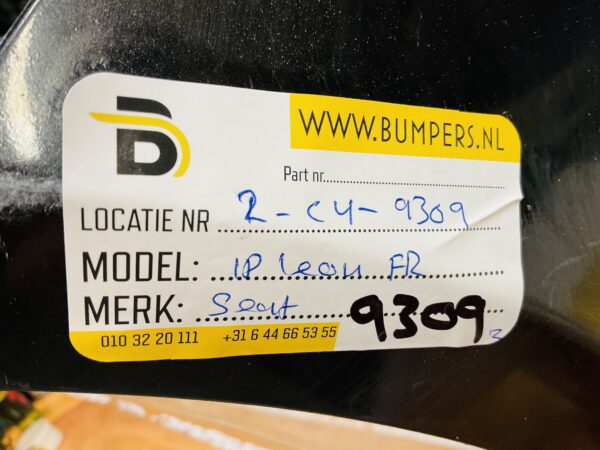 WWW.BUMPERS.NL
Part nr.
LOCATIE NR 2-C4-9309
MODEL: IP leon FR
MERK: Seat 9309
010 32 20 111 +31 6 44 66 53 55